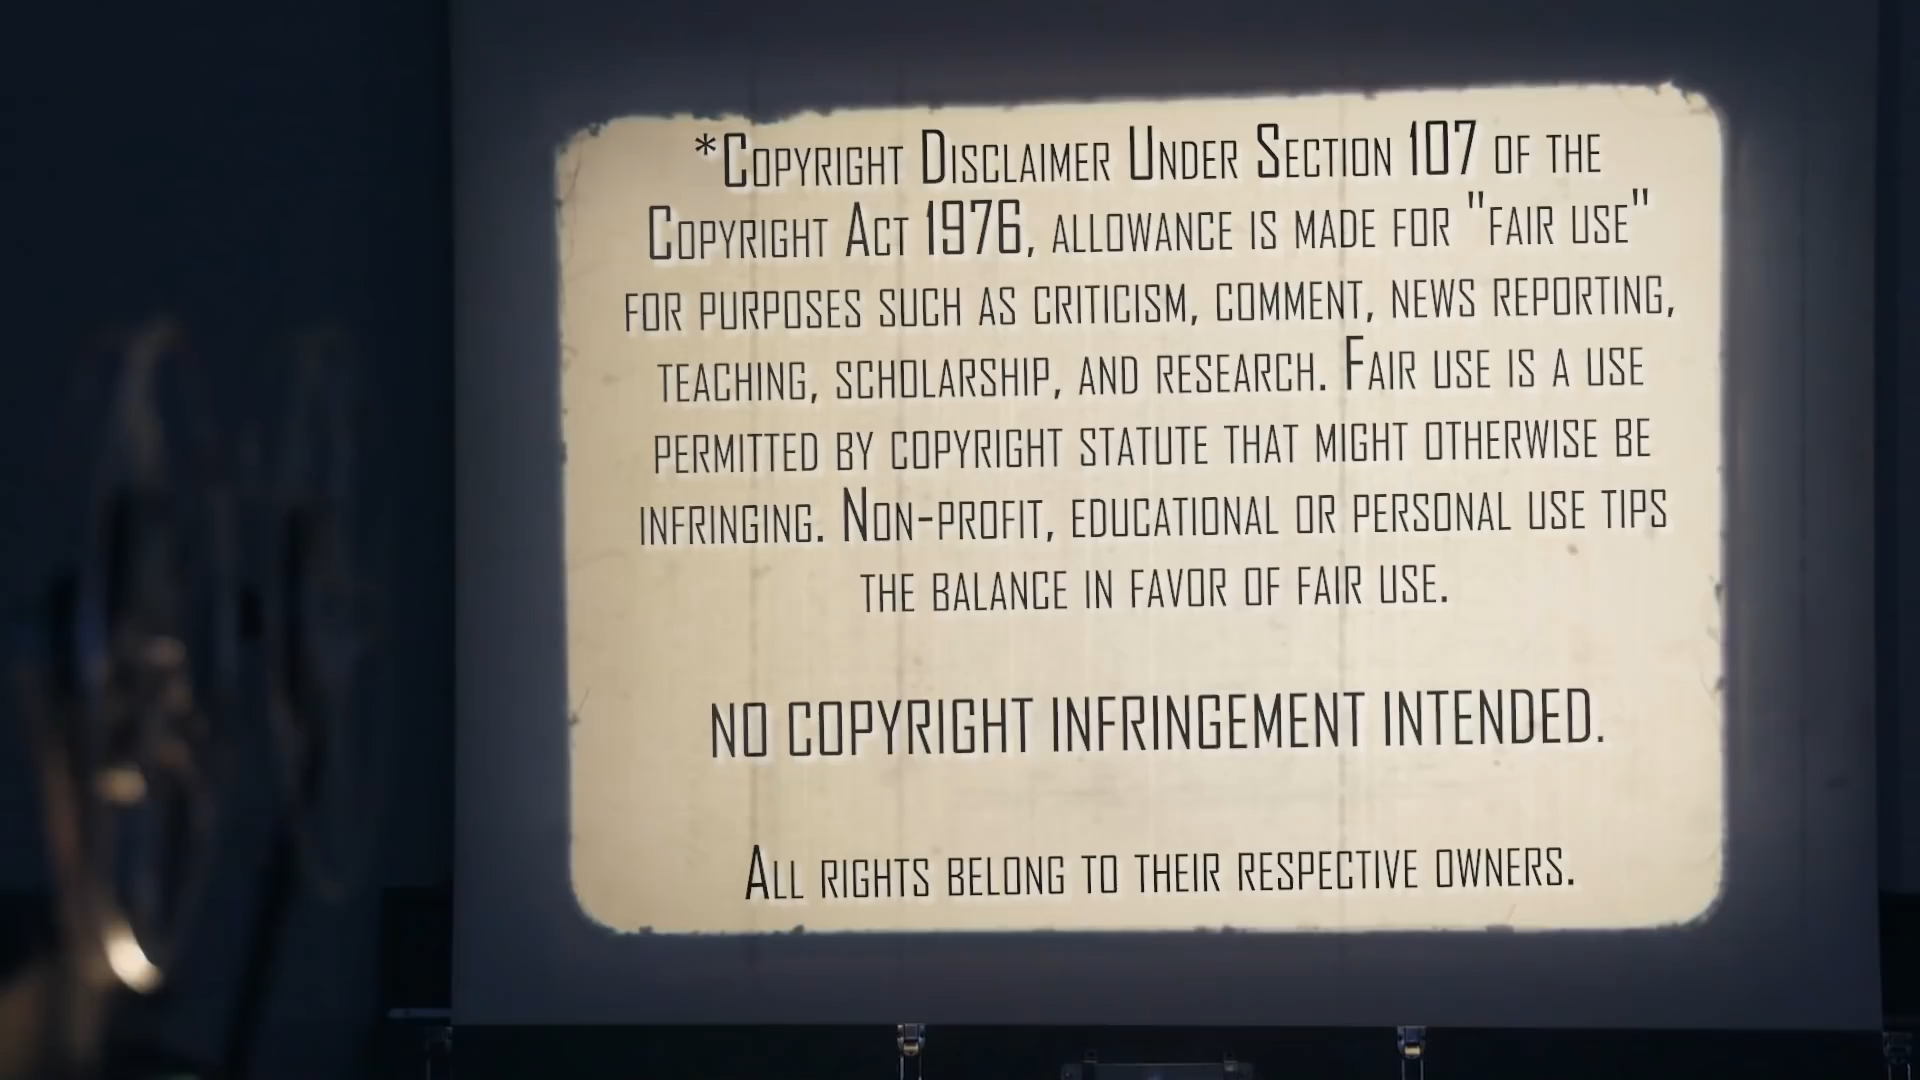 *Copyright Disclaimer Under Section 107 of the
Copyright Act 1976, allowance is made for "fair use"
for purposes such as criticism, comment, news reporting,
teaching, scholarship, and research. Fair use is a use
permitted by copyright statute that might otherwise be
infringing. Non-profit, educational or personal use tips
the balance in favor of fair use.
NO COPYRIGHT INFRINGEMENT INTENDED.
All rights belong to their respective owners.